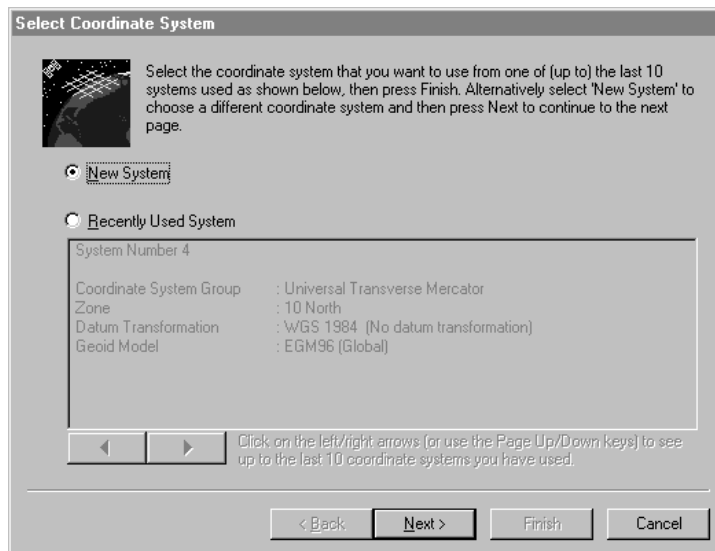 Select Coordinate System
Select the coordinate system that you want to use from one of (up to) the last 10
systems used as shown below, then press Finish. Alternatively select 'New System' to
choose a different coordinate system and then press Next to continue to the next
page.
New System
Recently Used System
System Number 4
Coordinate System Group : Universal Transverse Mercator
Zone : 10 North
Datum Transformation : WGS 1984 (No datum transformation)
Geoid Model : EGM96 (Global)
Click on the left/right arrows (or use the Page Up/Down keys) to see
up to the last 10 coordinate systems you have used.
< Back Next > Finish Cancel